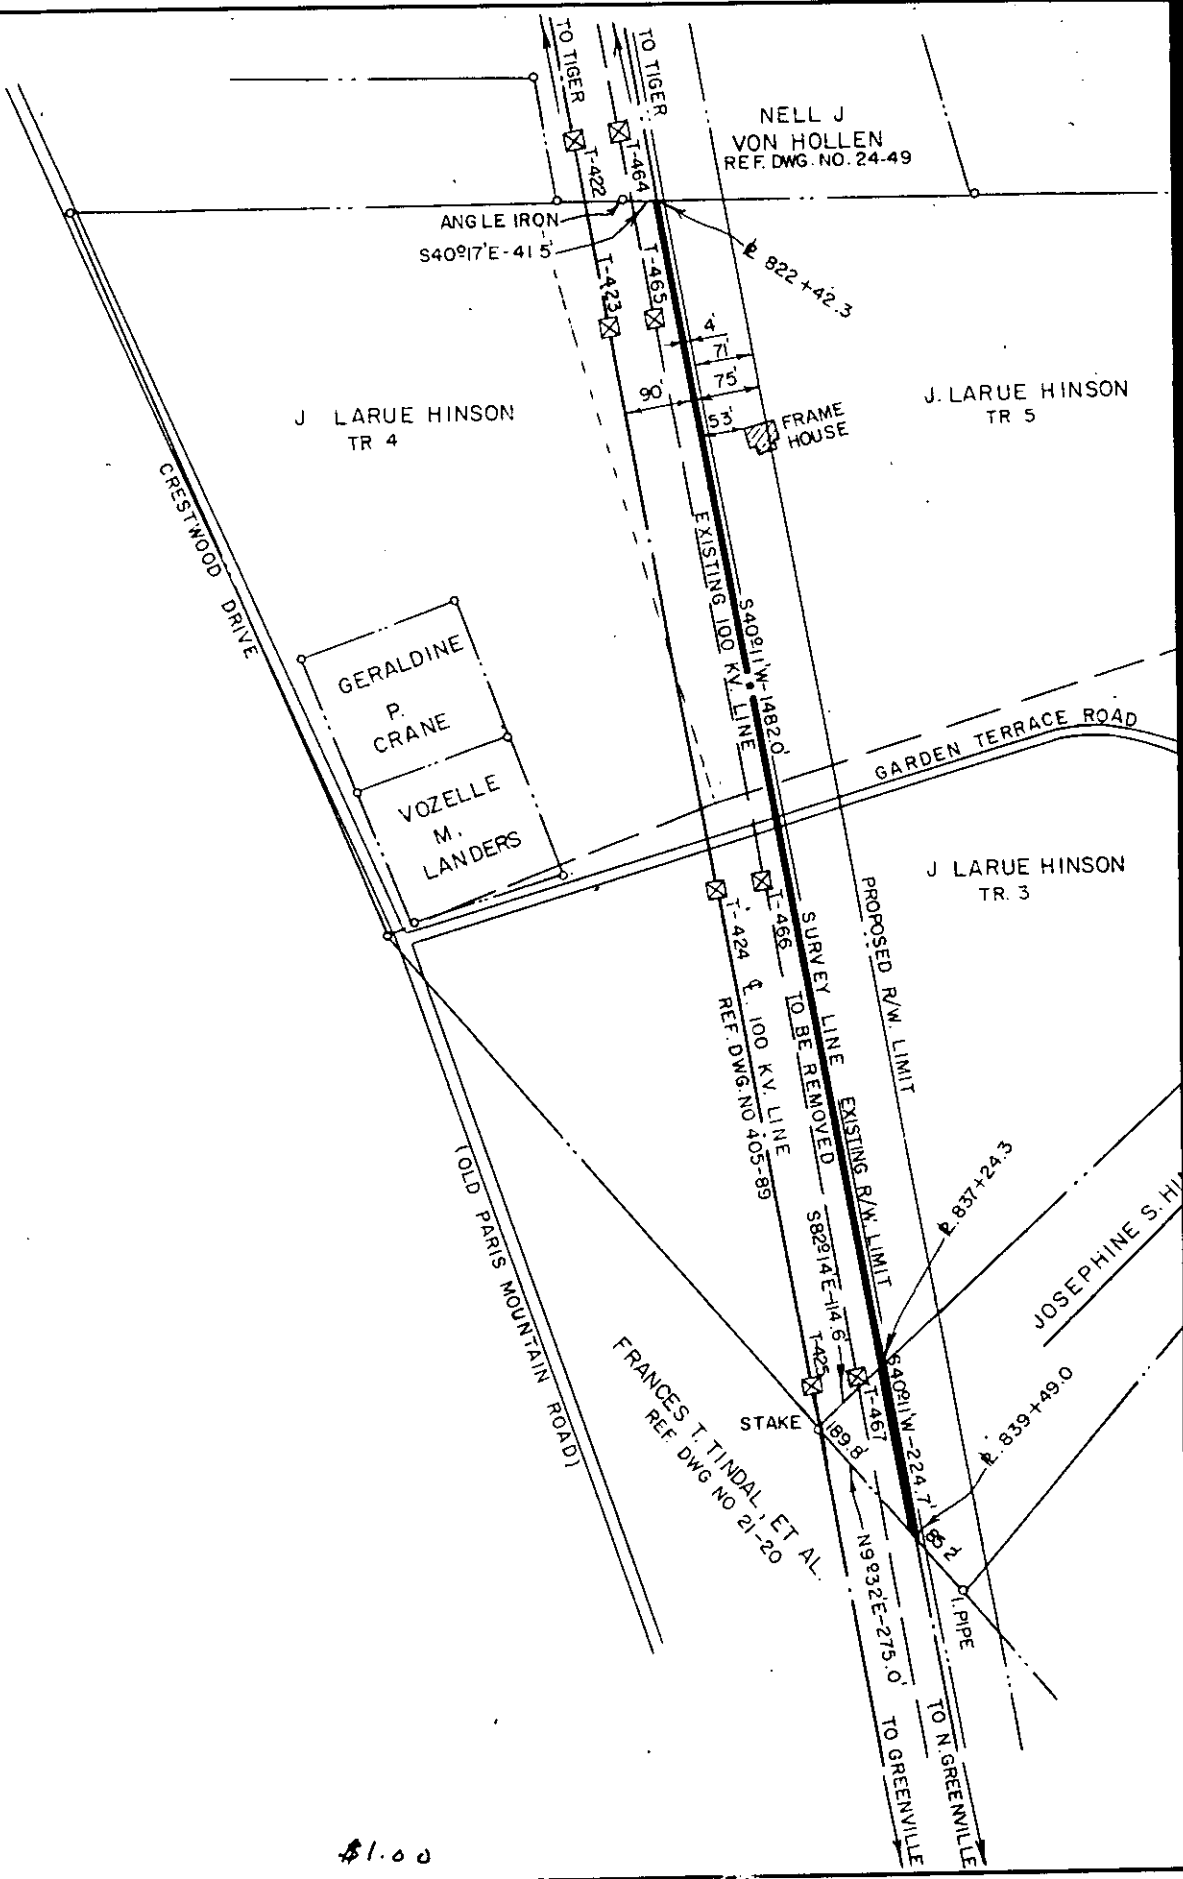 TO TIGER
TO TIGER
NELL J
VON HOLLEN
REF. DWG. NO. 24-49
T-422
T-464
ANGLE IRON
S40°17'E-41.5'
T-423
T-465
℄ 822+42.3
4'
71'
75'
90'
53'
FRAME
HOUSE
J LARUE HINSON
TR 4
J. LARUE HINSON
TR 5
CRESTWOOD DRIVE
EXISTING 100 KV. LINE
S40°11'W-1482.0'
GERALDINE
P.
CRANE
VOZELLE
M.
LANDERS
GARDEN TERRACE ROAD
J LARUE HINSON
TR. 3
T-424
T-466
℄ 100 KV. LINE
REF. DWG. NO 405-89
TO BE REMOVED
SURVEY LINE
EXISTING R/W. LIMIT
PROPOSED R/W. LIMIT
(OLD PARIS MOUNTAIN ROAD)
S82°14'E-114.6'
℄ 837+24.3
JOSEPHINE S.
T-425
T-467
STAKE
189.8'
S40°11'W-224.7'
℄ 839+49.0
85.2'
FRANCES T. TINDAL, ET AL.
REF. DWG NO 21-20
N9°32'E-275.0'
I. PIPE
TO GREENVILLE
TO N. GREENVILLE
$1.00